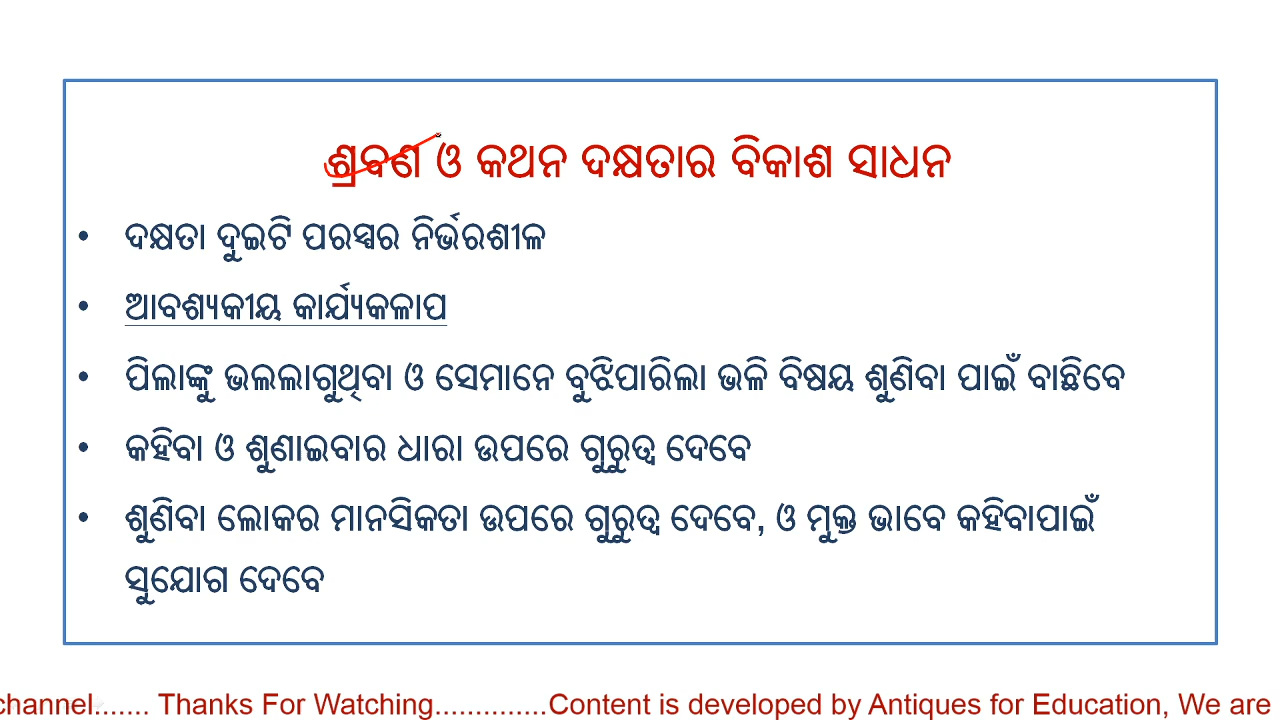 ଶ୍ରବଣ ଓ କଥନ ଦକ୍ଷତାର ବିକାଶ ସାଧନ
• ଦକ୍ଷତା ଦୁଇଟି ପରସ୍ପର ନିର୍ଭରଶୀଳ
• ଆବଶ୍ୟକୀୟ କାର୍ଯ୍ୟକଳାପ
• ପିଲାଙ୍କୁ ଭଲଲାଗୁଥିବା ଓ ସେମାନେ ବୁଝିପାରିଲା ଭଳି ବିଷୟ ଶୁଣିବା ପାଇଁ ବାଛିବେ
• କହିବା ଓ ଶୁଣାଇବାର ଧାରା ଉପରେ ଗୁରୁତ୍ୱ ଦେବେ
• ଶୁଣିବା ଲୋକର ମାନସିକତା ଉପରେ ଗୁରୁତ୍ୱ ଦେବେ, ଓ ମୁକ୍ତ ଭାବେ କହିବାପାଇଁ
ସୁଯୋଗ ଦେବେ
channel....... Thanks For Watching..............Content is developed by Antiques for Education, We are